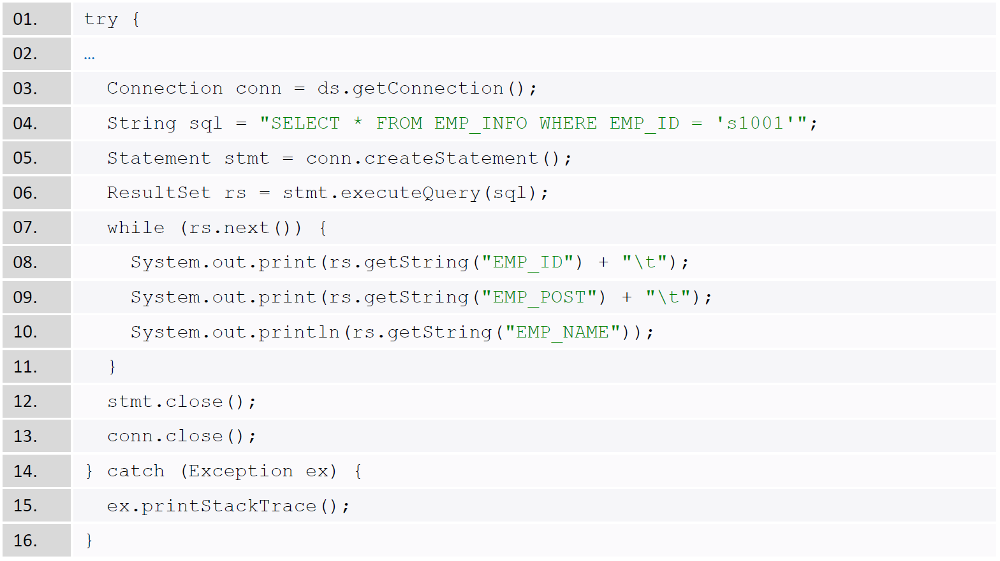 01. try {
02. …
03. Connection conn = ds.getConnection();
04. String sql = "SELECT * FROM EMP_INFO WHERE EMP_ID = 's1001'";
05. Statement stmt = conn.createStatement();
06. ResultSet rs = stmt.executeQuery(sql);
07. while (rs.next()) {
08. System.out.print(rs.getString("EMP_ID") + "\t");
09. System.out.print(rs.getString("EMP_POST") + "\t");
10. System.out.println(rs.getString("EMP_NAME"));
11. }
12. stmt.close();
13. conn.close();
14. } catch (Exception ex) {
15. ex.printStackTrace();
16. }